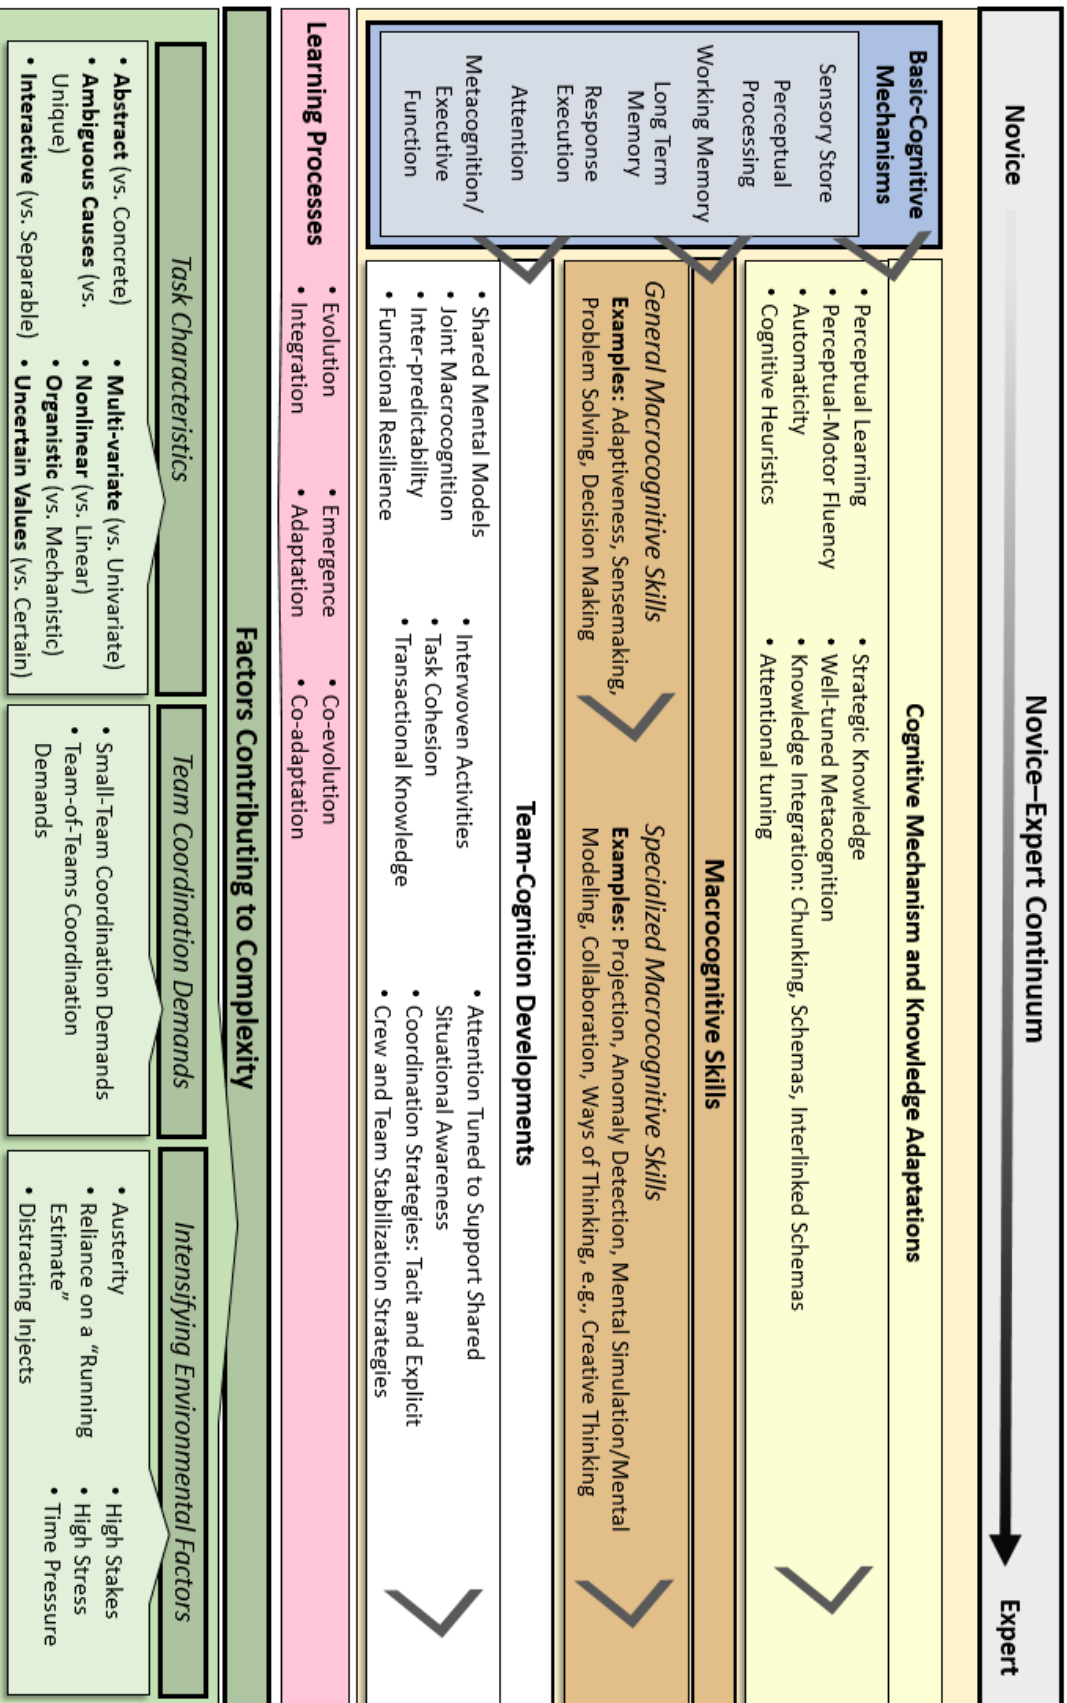 Novice–Expert Continuum
Novice
Expert
Basic-Cognitive
Mechanisms
Sensory Store
Perceptual
Processing
Working Memory
Long Term
Memory
Response
Execution
Attention
Metacognition/
Executive
Function
Cognitive Mechanism and Knowledge Adaptations
• Perceptual Learning
• Perceptual-Motor Fluency
• Automaticity
• Cognitive Heuristics
• Strategic Knowledge
• Well-tuned Metacognition
• Knowledge Integration: Chunking, Schemas, Interlinked Schemas
• Attentional tuning
Macrocognitive Skills
General Macrocognitive Skills
Examples: Adaptiveness, Sensemaking,
Problem Solving, Decision Making
Specialized Macrocognitive Skills
Examples: Projection, Anomaly Detection, Mental Simulation/Mental
Modeling, Collaboration, Ways of Thinking, e.g., Creative Thinking
Team-Cognition Developments
• Shared Mental Models
• Joint Macrocognition
• Inter-predictability
• Functional Resilience
• Interwoven Activities
• Task Cohesion
• Transactional Knowledge
• Attention Tuned to Support Shared
Situational Awareness
• Coordination Strategies: Tacit and Explicit
• Crew and Team Stabilization Strategies
Learning Processes
• Evolution
• Integration
• Emergence
• Adaptation
• Co-evolution
• Co-adaptation
Factors Contributing to Complexity
Task Characteristics
• Abstract (vs. Concrete)
• Ambiguous Causes (vs.
Unique)
• Interactive (vs. Separable)
• Multi-variate (vs. Univariate)
• Nonlinear (vs. Linear)
• Organistic (vs. Mechanistic)
• Uncertain Values (vs. Certain)
Team Coordination Demands
• Small-Team Coordination Demands
• Team-of-Teams Coordination
Demands
Intensifying Environmental Factors
• Austerity
• Reliance on a “Running
Estimate”
• Distracting Injects
• High Stakes
• High Stress
• Time Pressure